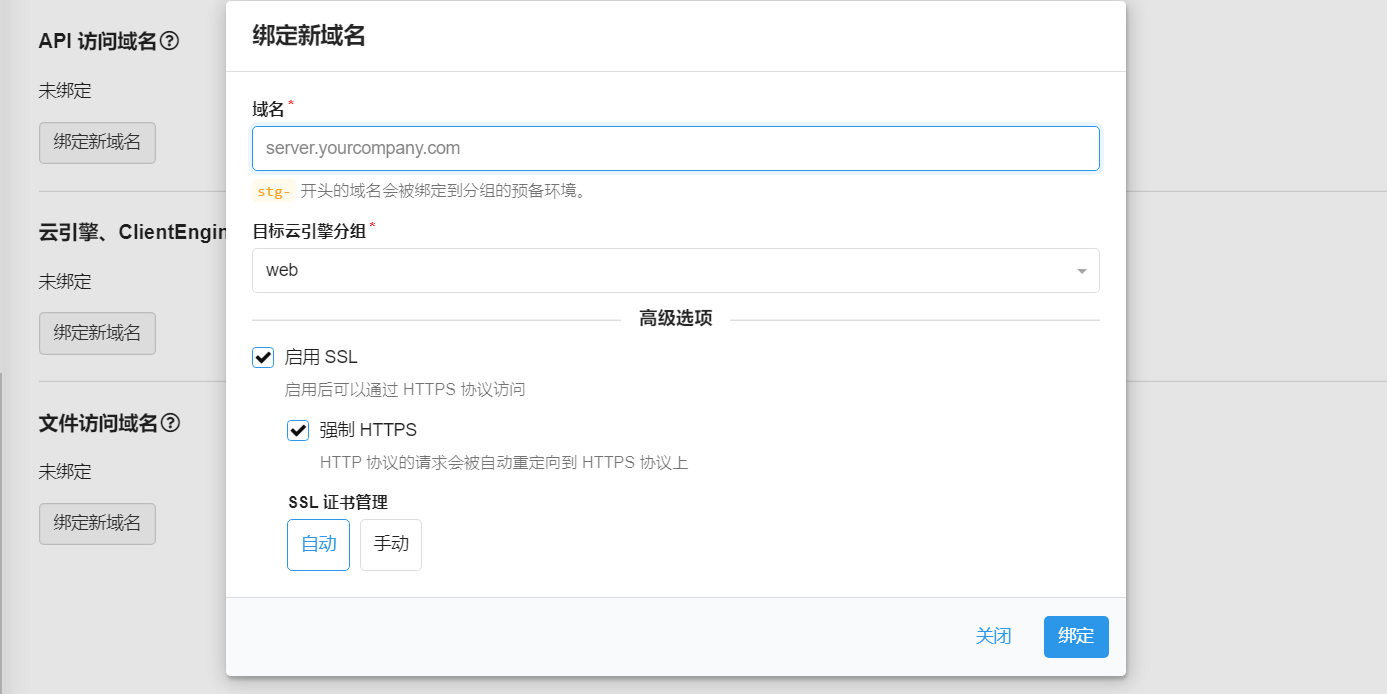 API 访问域名?
未绑定
绑定新域名
云引擎、ClientEngin
未绑定
绑定新域名
文件访问域名?
未绑定
绑定新域名
绑定新域名
域名*
server.yourcompany.com
stg- 开头的域名会被绑定到分组的预备环境。
目标云引擎分组*
web
高级选项
启用 SSL
启用后可以通过 HTTPS 协议访问
强制 HTTPS
HTTP 协议的请求会被自动重定向到 HTTPS 协议上
SSL 证书管理
自动 手动
关闭 绑定